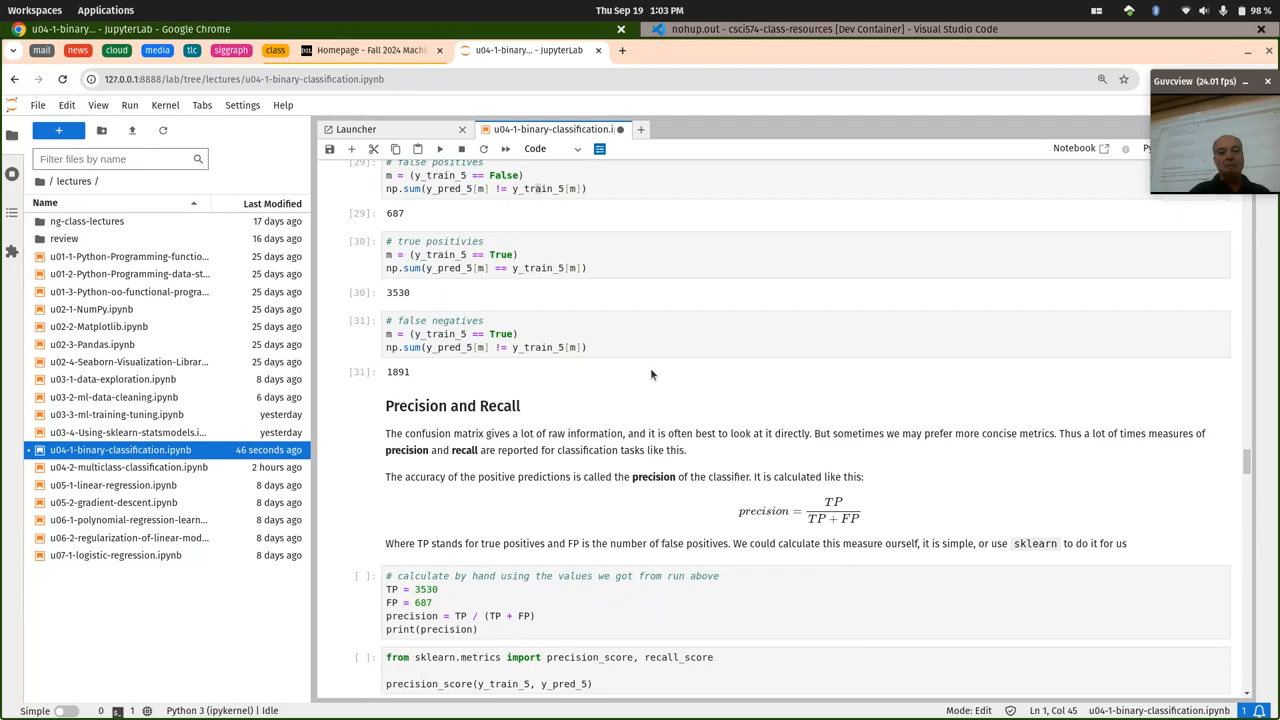 Workspaces Applications Thu Sep 19 1:03 PM 98 %
u04-1-binary... - JupyterLab - Google Chrome nohup.out - csci574-class-resources [Dev Container] - Visual Studio Code
mail news cloud media tlc siggraph class DIL Homepage - Fall 2024 Machi u04-1-binary... - JupyterLab
127.0.0.1:8888/lab/tree/lectures/u04-1-binary-classification.ipynb
Guvcview (24.01 fps)
File Edit View Run Kernel Tabs Settings Help
Launcher u04-1-binary-classification.i
Code Notebook Py
Filter files by name
/ lectures /
Name Last Modified
ng-class-lectures 17 days ago
review 16 days ago
u01-1-Python-Programming-functio... 25 days ago
u01-2-Python-Programming-data-st... 25 days ago
u01-3-Python-oo-functional-progra... 25 days ago
u02-1-NumPy.ipynb 25 days ago
u02-2-Matplotlib.ipynb 25 days ago
u02-3-Pandas.ipynb 25 days ago
u02-4-Seaborn-Visualization-Librar... 25 days ago
u03-1-data-exploration.ipynb 8 days ago
u03-2-ml-data-cleaning.ipynb 6 days ago
u03-3-ml-training-tuning.ipynb yesterday
u03-4-Using-sklearn-statsmodels.i... yesterday
u04-1-binary-classification.ipynb 46 seconds ago
u04-2-multiclass-classification.ipynb 2 hours ago
u05-1-linear-regression.ipynb 8 days ago
u05-2-gradient-descent.ipynb 8 days ago
u06-1-polynomial-regression-learn... 8 days ago
u06-2-regularization-of-linear-mod... 8 days ago
u07-1-logistic-regression.ipynb 8 days ago
[29]: # false positives
m = (y_train_5 == False)
np.sum(y_pred_5[m] != y_train_5[m])
[29]: 687
[30]: # true positivies
m = (y_train_5 == True)
np.sum(y_pred_5[m] == y_train_5[m])
[30]: 3530
[31]: # false negatives
m = (y_train_5 == True)
np.sum(y_pred_5[m] != y_train_5[m])
[31]: 1891
Precision and Recall
The confusion matrix gives a lot of raw information, and it is often best to look at it directly. But sometimes we may prefer more concise metrics. Thus a lot of times measures of
precision and recall are reported for classification tasks like this.
The accuracy of the positive predictions is called the precision of the classifier. It is calculated like this:
precision = TP / TP + FP
Where TP stands for true positives and FP is the number of false positives. We could calculate this measure ourself, it is simple, or use sklearn to do it for us
[ ]: # calculate by hand using the values we got from run above
TP = 3530
FP = 687
precision = TP / (TP + FP)
print(precision)
[ ]: from sklearn.metrics import precision_score, recall_score
precision_score(y_train_5, y_pred_5)
Simple 0 1 Python 3 (ipykernel) | Idle Mode: Edit Ln 1, Col 45 u04-1-binary-classification.ipynb 1